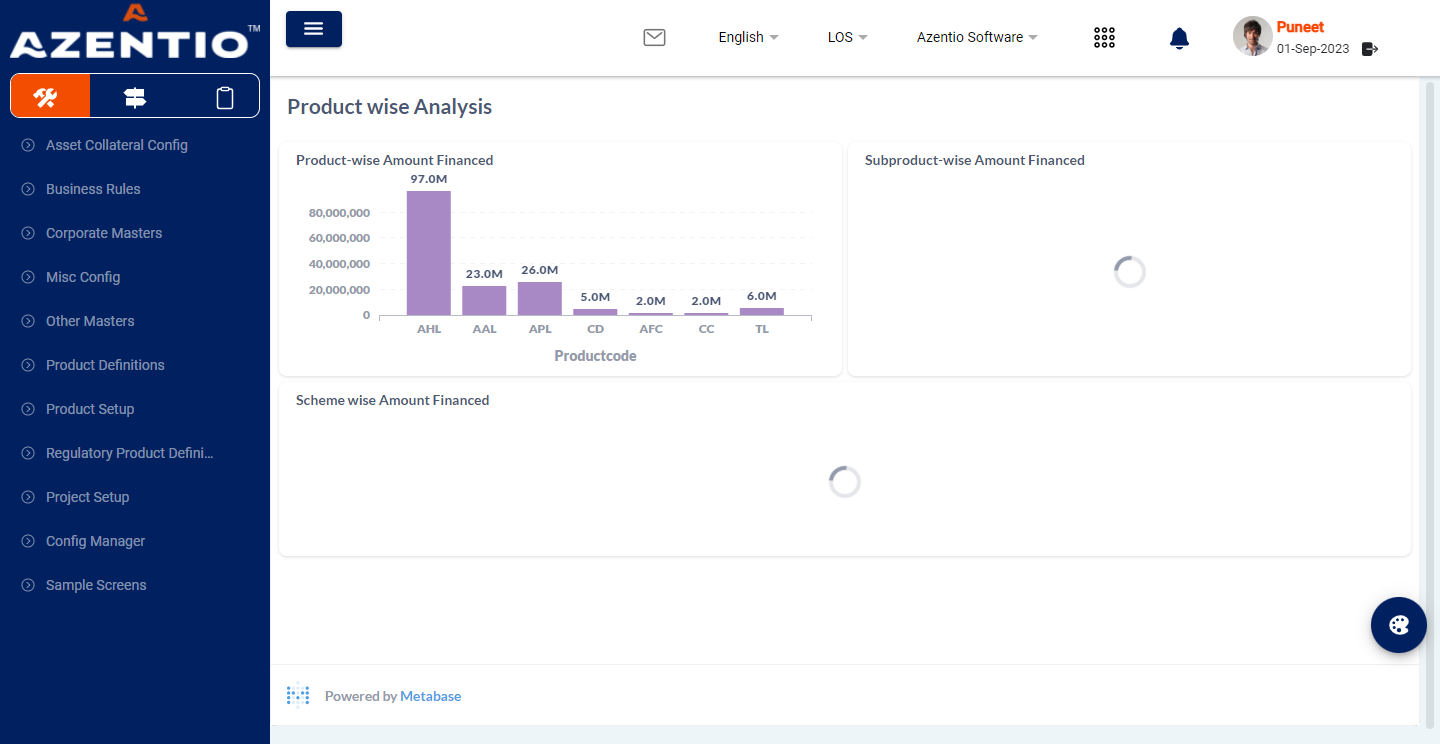 AZENTIO™
English
LOS
Azentio Software
Puneet
01-Sep-2023
Asset Collateral Config
Business Rules
Corporate Masters
Misc Config
Other Masters
Product Definitions
Product Setup
Regulatory Product Defini...
Project Setup
Config Manager
Sample Screens
Product wise Analysis
Product-wise Amount Financed
97.0M
80,000,000
60,000,000
40,000,000
20,000,000
0
23.0M
26.0M
5.0M
2.0M
2.0M
6.0M
AHL
AAL
APL
CD
AFC
CC
TL
Productcode
Subproduct-wise Amount Financed
Scheme wise Amount Financed
Powered by Metabase